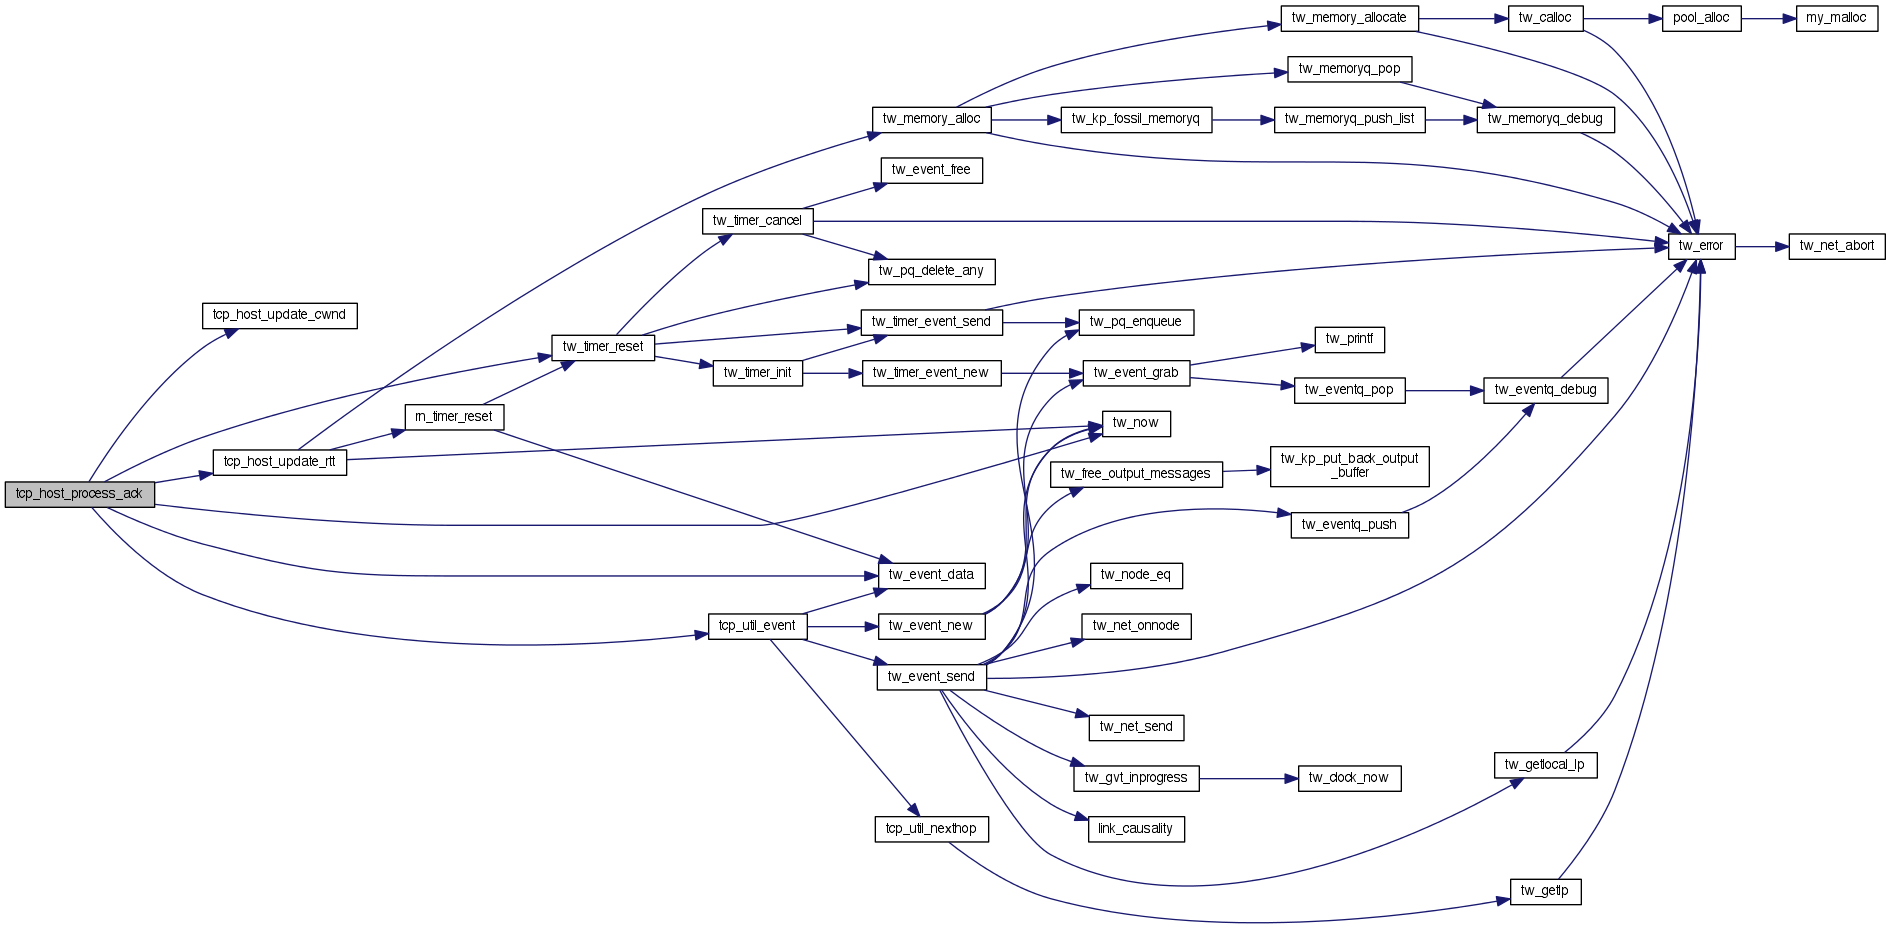 tw_memory_allocate
tw_calloc
pool_alloc
my_malloc
tw_memoryq_pop
tw_memory_alloc
tw_kp_fossil_memoryq
tw_memoryq_push_list
tw_memoryq_debug
tw_event_free
tw_timer_cancel
tw_error
tw_net_abort
tw_pq_delete_any
tcp_host_update_cwnd
tw_timer_event_send
tw_pq_enqueue
tw_printf
tw_timer_reset
tw_timer_init
tw_timer_event_new
tw_event_grab
tw_eventq_pop
tw_eventq_debug
rn_timer_reset
tw_now
tcp_host_update_rtt
tw_free_output_messages
tw_kp_put_back_output
_buffer
tcp_host_process_ack
tw_eventq_push
tw_event_data
tw_node_eq
tcp_util_event
tw_event_new
tw_net_onnode
tw_event_send
tw_net_send
tw_getlocal_lp
tw_gvt_inprogress
tw_clock_now
tcp_util_nexthop
link_causality
tw_getlp